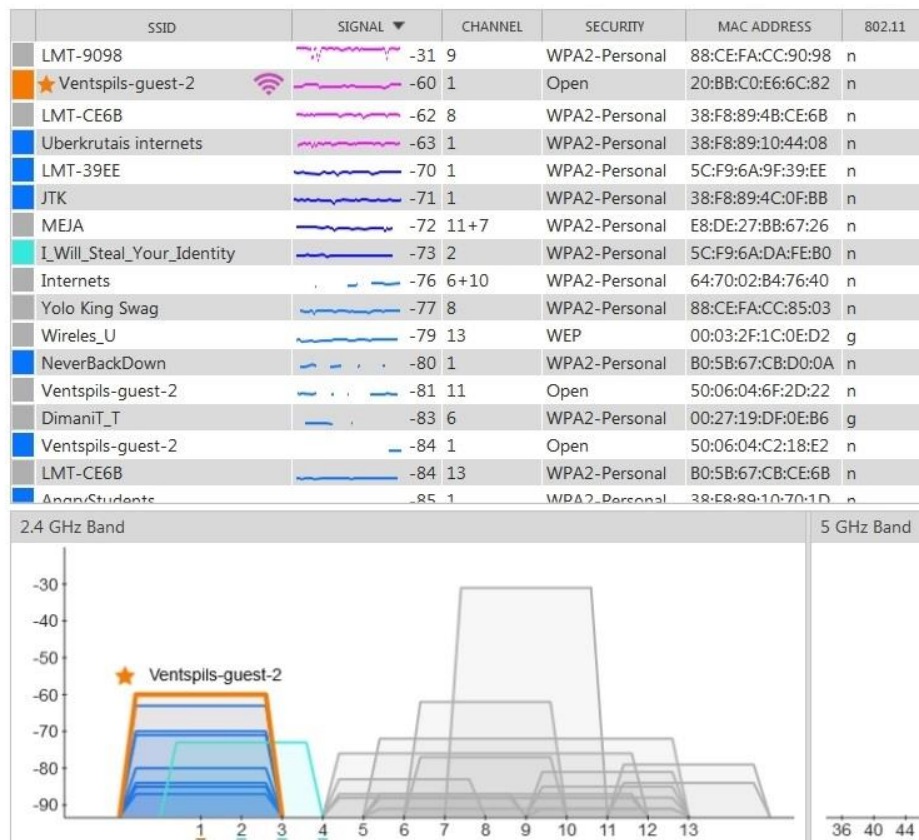 SSID SIGNAL CHANNEL SECURITY MAC ADDRESS 802.11
LMT-9098 -31 9 WPA2-Personal 88:CE:FA:CC:90:98 n
Ventspils-guest-2 -60 1 Open 20:BB:C0:E6:6C:82 n
LMT-CE6B -62 8 WPA2-Personal 38:F8:89:4B:CE:6B n
Uberkrutais internets -63 1 WPA2-Personal 38:F8:89:10:44:08 n
LMT-39EE -70 1 WPA2-Personal 5C:F9:6A:9F:39:EE n
JTK -71 1 WPA2-Personal 38:F8:89:4C:0F:BB n
MEJA -72 11+7 WPA2-Personal E8:DE:27:BB:67:26 n
I_Will_Steal_Your_Identity -73 2 WPA2-Personal 5C:F9:6A:DA:FE:B0 n
Internets -76 6+10 WPA2-Personal 64:70:02:B4:76:40 n
Yolo King Swag -77 8 WPA2-Personal 88:CE:FA:CC:85:03 n
Wireles_U -79 13 WEP 00:03:2F:1C:0E:D2 g
NeverBackDown -80 1 WPA2-Personal B0:5B:67:CB:D0:0A n
Ventspils-guest-2 -81 11 Open 50:06:04:6F:2D:22 n
DimaniT_T -83 6 WPA2-Personal 00:27:19:DF:0E:B6 g
Ventspils-guest-2 -84 1 Open 50:06:04:C2:18:E2 n
LMT-CE6B -84 13 WPA2-Personal B0:5B:67:CB:CE:6B n
AngryStudents -85 1 WPA2-Personal 38:F8:89:10:70:1D n
2.4 GHz Band 5 GHz Band
-30
-40
-50
Ventspils-guest-2
-60
-70
-80
-90
1 2 3 4 5 6 7 8 9 10 11 12 13 36 40 44